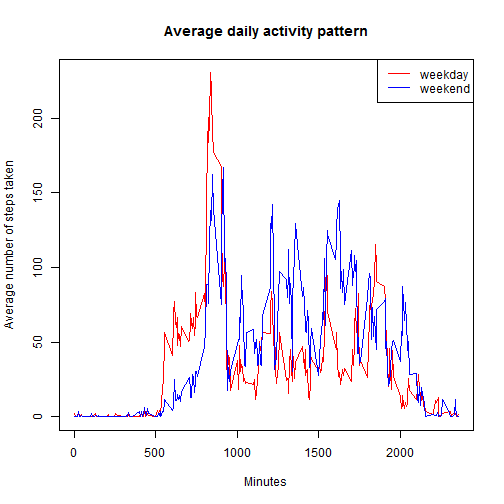 Average daily activity pattern
weekday
weekend
Average number of steps taken
200
150
100
50
0
0
500
1000
1500
2000
Minutes